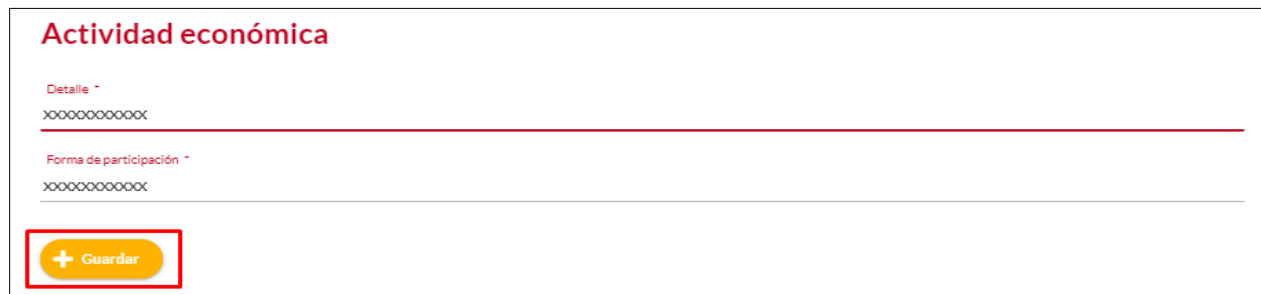 Actividad económica
Detalle *
xxxxxxxxxxx
Forma de participación *
xxxxxxxxxxx
+ Guardar